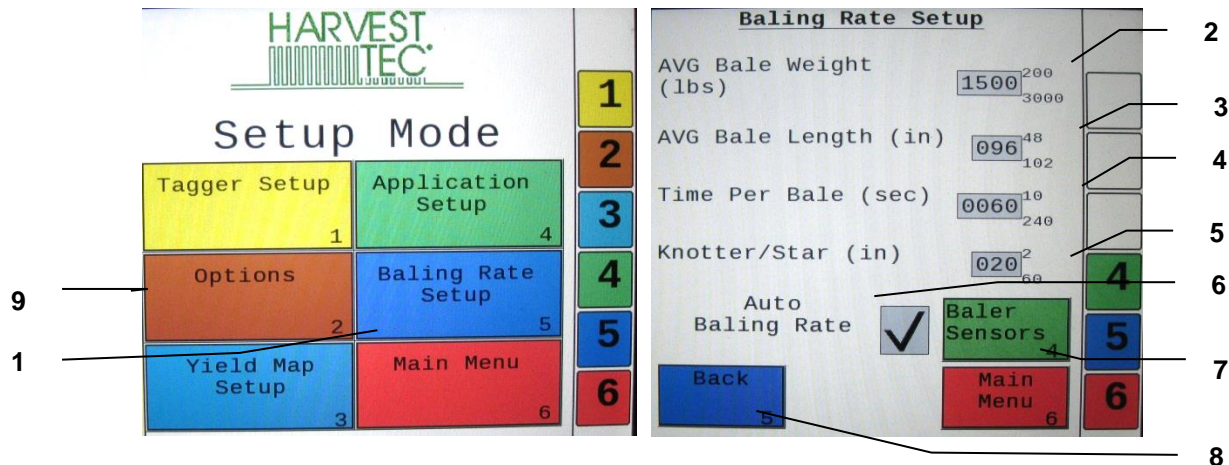 HARVEST
TEC
Setup Mode
Tagger Setup
1
Application
Setup
4
Options
2
Baling Rate
Setup
5
Yield Map
Setup
3
Main Menu
6
1
2
3
4
5
6
9
1
Baling Rate Setup
AVG Bale Weight
(lbs)
1500
200
3000
AVG Bale Length (in)
096
48
102
Time Per Bale (sec)
0060
10
240
Knotter/Star (in)
020
2
60
Auto
Baling Rate
Baler
Sensors
4
Back
5
Main
Menu
6
4
5
6
2
3
4
5
6
7
8